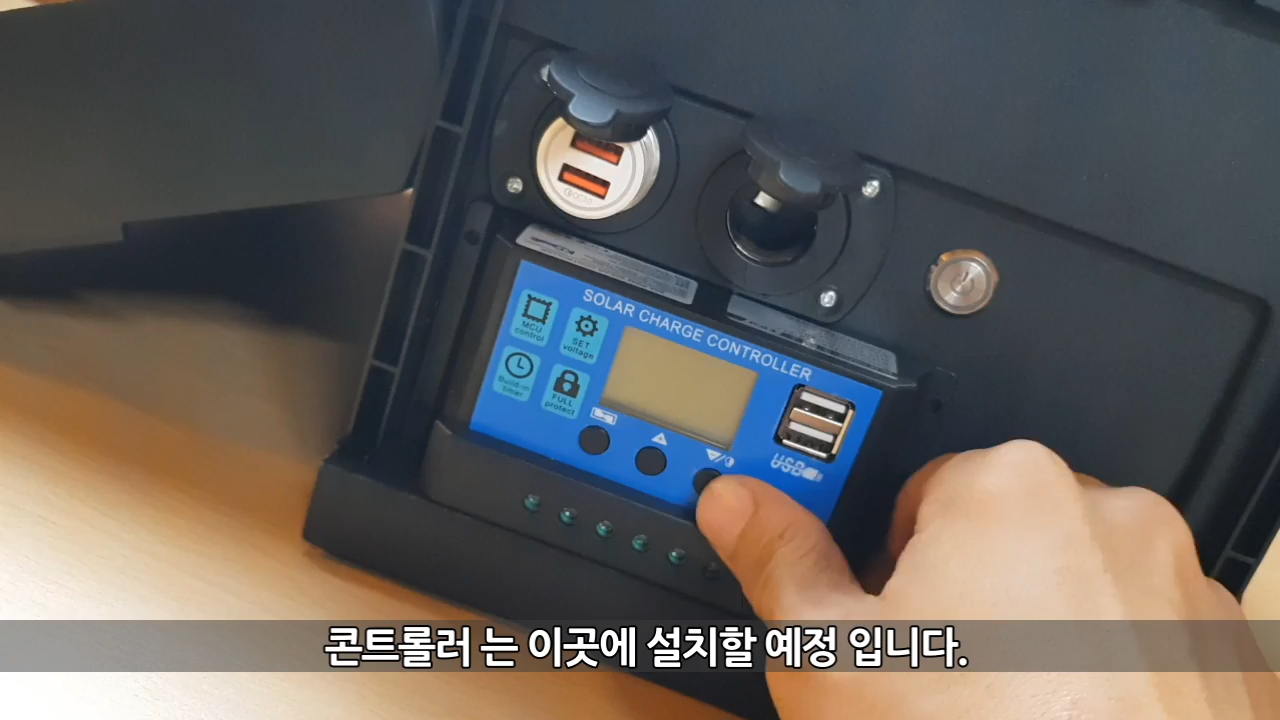 SOLAR CHARGE CONTROLLER
MCU
control
SET
voltage
Build-in
timer
FULL
protect
USB
콘트롤러 는 이곳에 설치할 예정 입니다.